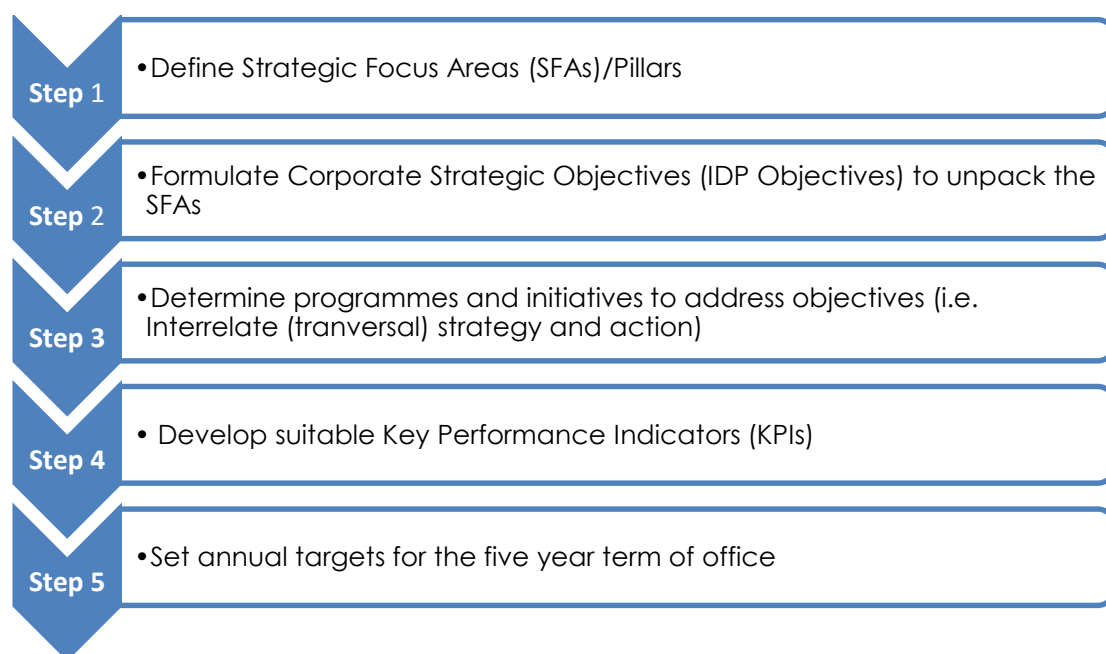 Step 1
•Define Strategic Focus Areas (SFAs)/Pillars
Step 2
•Formulate Corporate Strategic Objectives (IDP Objectives) to unpack the
SFAs
Step 3
•Determine programmes and initiatives to address objectives (i.e.
Interrelate (tranversal) strategy and action)
Step 4
• Develop suitable Key Performance Indicators (KPIs)
Step 5
•Set annual targets for the five year term of office